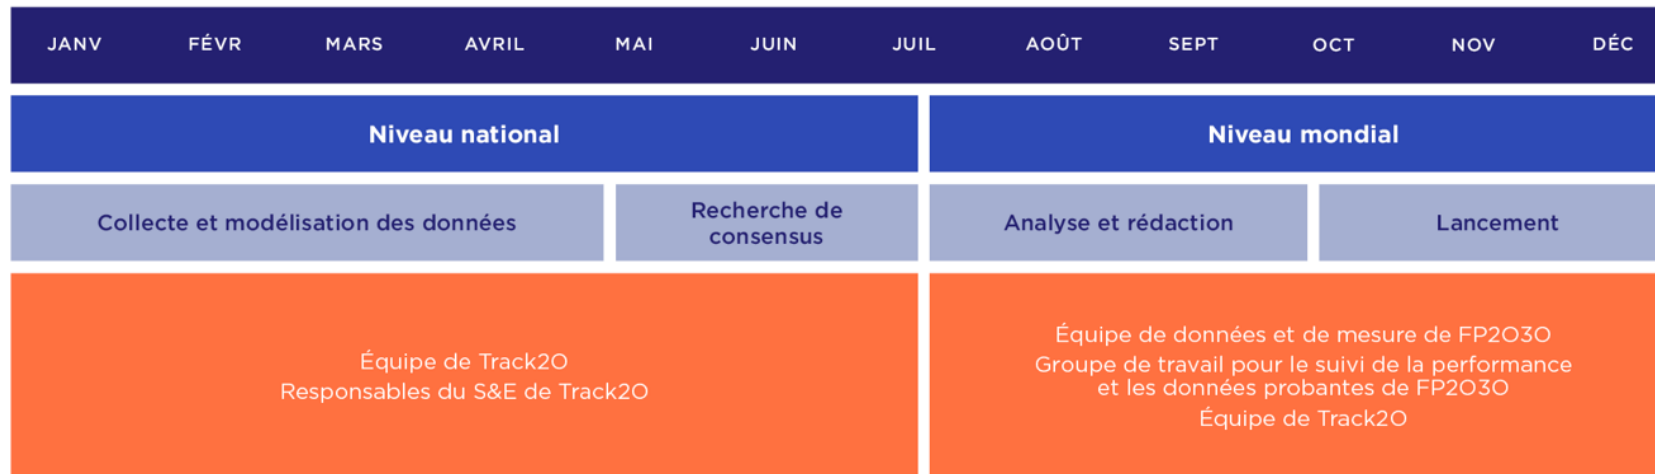 JANV FÉVR MARS AVRIL MAI JUIN JUIL AOÛT SEPT OCT NOV DÉC
Niveau national
Niveau mondial
Collecte et modélisation des données
Recherche de
consensus
Analyse et rédaction
Lancement
Équipe de Track20
Responsables du S&E de Track20
Équipe de données et de mesure de FP2030
Groupe de travail pour le suivi de la performance
et les données probantes de FP2030
Équipe de Track20